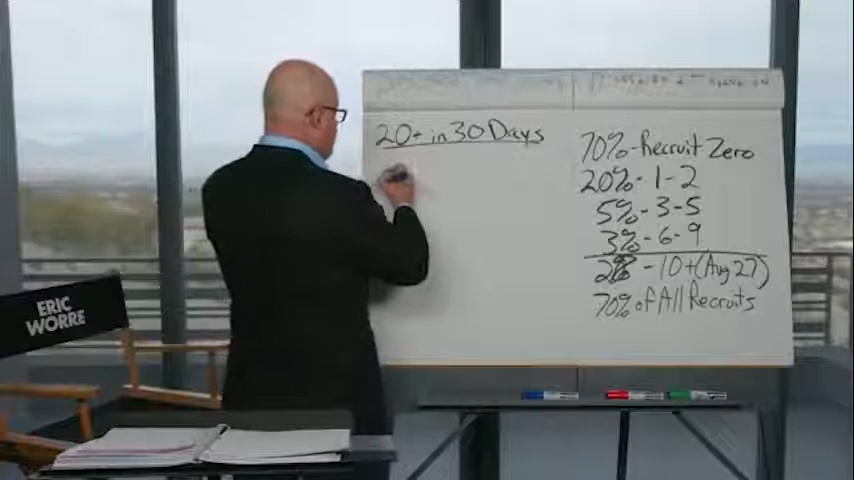 20+ in 30 Days
70% - Recruit Zero
20% - 1-2
5% - 3-5
3% - 6-9
2% - 10+ (Aug 27)
70% of All Recruits
ERIC
WORRE